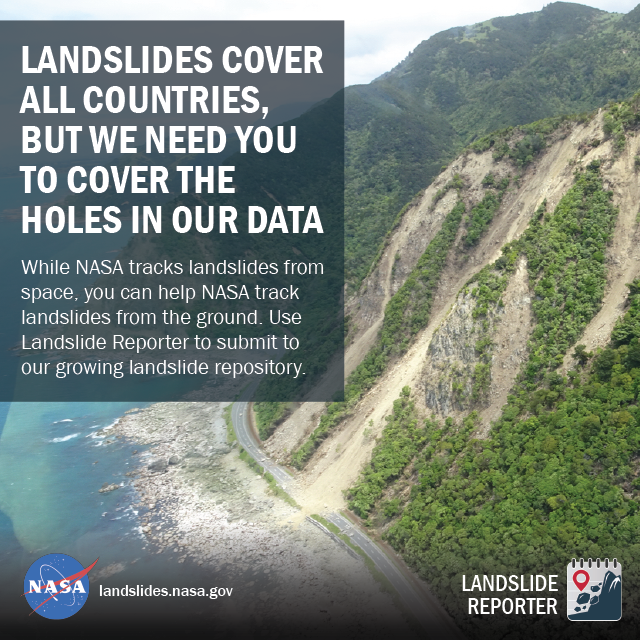 LANDSLIDES COVER
ALL COUNTRIES,
BUT WE NEED YOU
TO COVER THE
HOLES IN OUR DATA
While NASA tracks landslides from
space, you can help NASA track
landslides from the ground. Use
Landslide Reporter to submit to
our growing landslide repository.
NASA
landslides.nasa.gov
LANDSLIDE
REPORTER